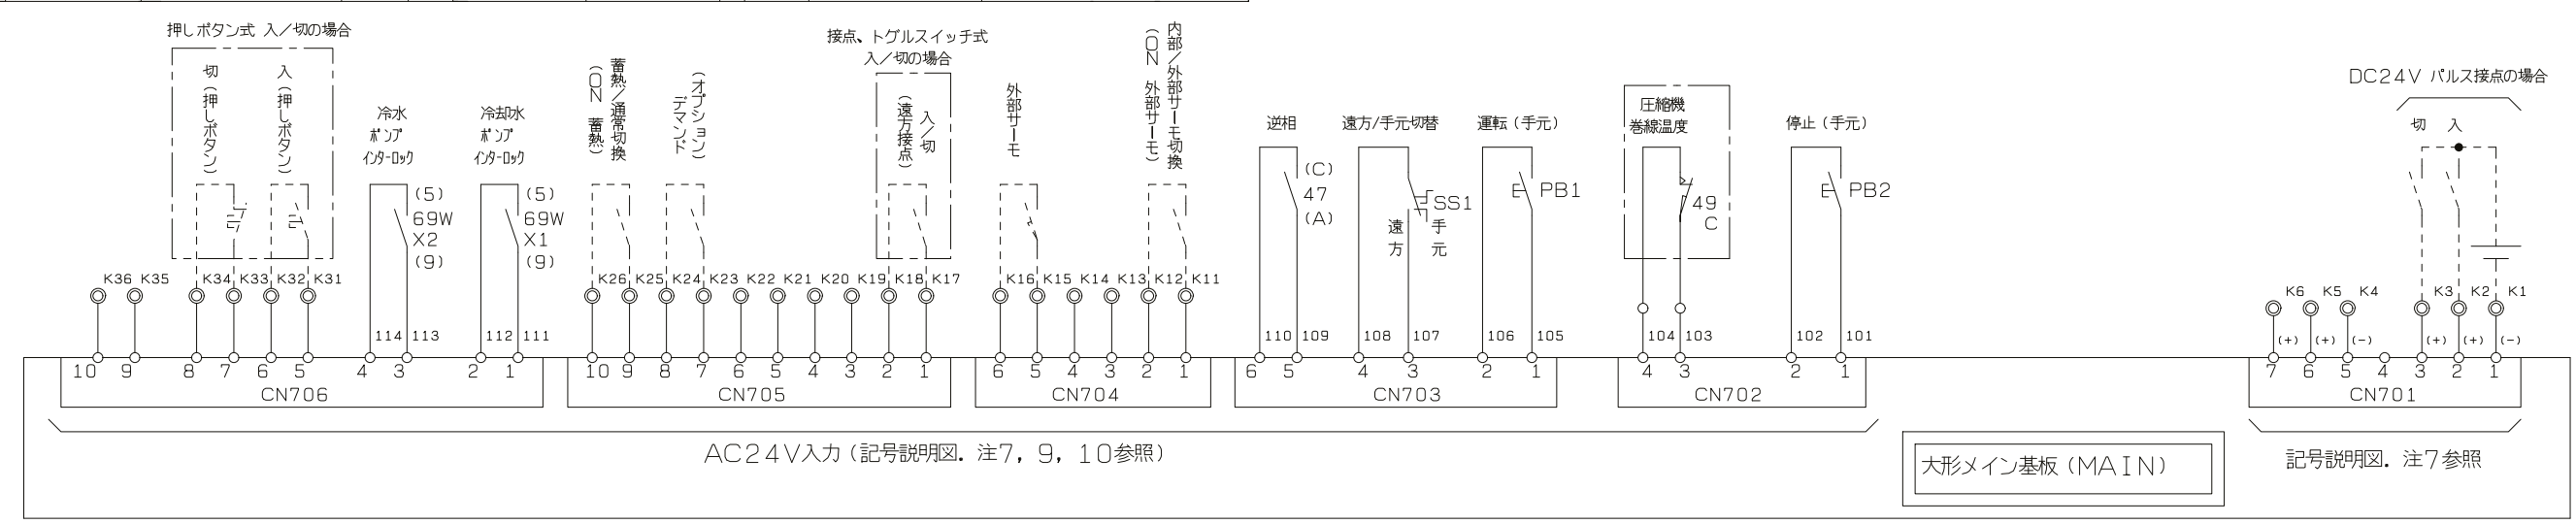 押しボタン式 入/切の場合
切(押しボタン)
入(押しボタン)
冷水
ポンプ
インターロック
(5)
69W
X2
(9)
冷却水
ポンプ
インターロック
(5)
69W
X1
(9)
蓄熱/通常切換
(ON 蓄熱)
(オプション)
デマンド
接点、トグルスイッチ式
入/切の場合
入/切
(遠方接点)
外部サーモ
内部/外部サーモ切換
(ON 外部サーモ)
逆相
(C)
47
(A)
遠方/手元切替
SS1
遠方
手元
運転(手元)
PB1
圧縮機
巻線温度
49
C
停止(手元)
PB2
DC24V パルス接点の場合
切 入
K36 K35 K34 K33 K32 K31
114 113 112 111
K26 K25 K24 K23 K22 K21 K20 K19 K18 K17
K16 K15 K14 K13 K12 K11
110 109 108 107 106 105
104 103 102 101
K6 K5 K4 K3 K2 K1
(+) (+) (-) (+) (+) (-)
10 9 8 7 6 5 4 3 2 1
CN706
10 9 8 7 6 5 4 3 2 1
CN705
6 5 4 3 2 1
CN704
6 5 4 3 2 1
CN703
4 3 2 1
CN702
7 6 5 4 3 2 1
CN701
AC24V入力(記号説明図.注7,9,10参照)
大形メイン基板(MAIN)
記号説明図.注7参照